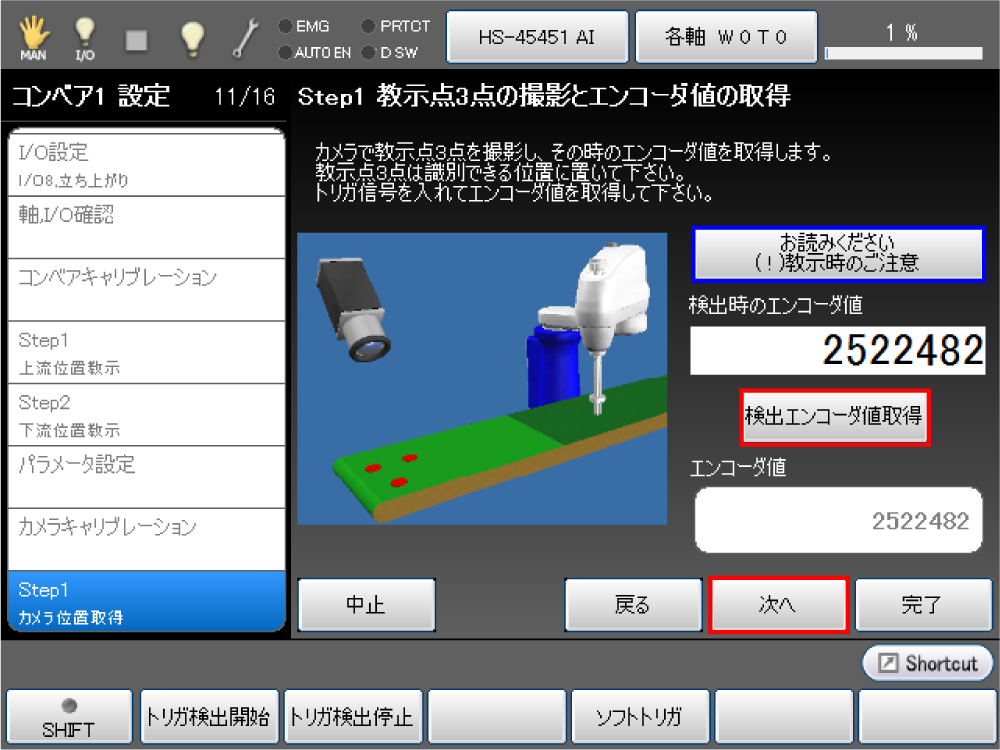 MAN
I/O
EMG
PRTCT
AUTO EN
D SW
HS-45451 AI
各軸 W0T0
1 %
コンベア1 設定
11/16
Step1 教示点3点の撮影とエンコーダ値の取得
I/O設定
I/O8,立ち上がり
軸,I/O確認
コンベアキャリブレーション
Step1
上流位置教示
Step2
下流位置教示
パラメータ設定
カメラキャリブレーション
Step1
カメラ位置取得
カメラで教示点3点を撮影し、その時のエンコーダ値を取得します。
教示点3点は識別できる位置に置いて下さい。
トリガ信号を入れてエンコーダ値を取得して下さい。
お読みください
(!)教示時のご注意
検出時のエンコーダ値
2522482
検出エンコーダ値取得
エンコーダ値
2522482
中止
戻る
次へ
完了
Shortcut
SHIFT
トリガ検出開始
トリガ検出停止
ソフトトリガ